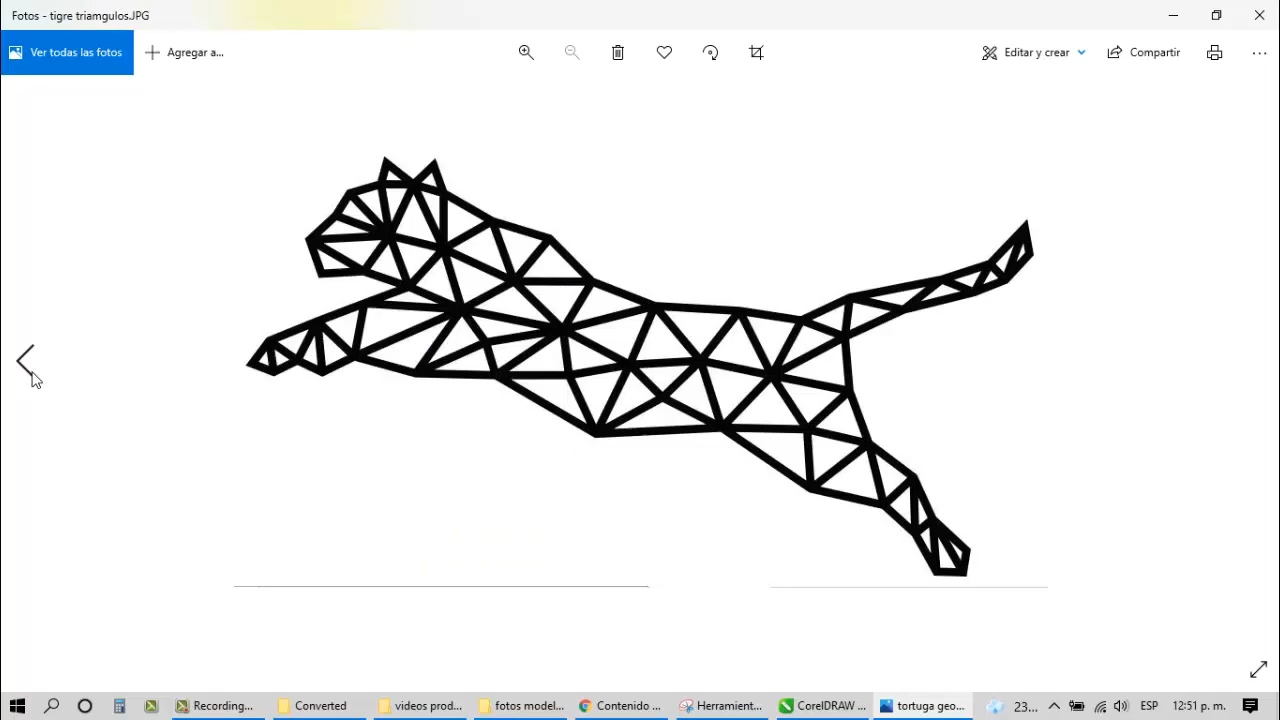 Fotos - tigre triamgulos.JPG
Ver todas las fotos
Agregar a...
Editar y crear
Compartir
Recording...
Converted
videos prod...
fotos model...
Contenido ...
Herramient...
CorelDRAW ...
tortuga geo...
23...
ESP
12:51 p. m.